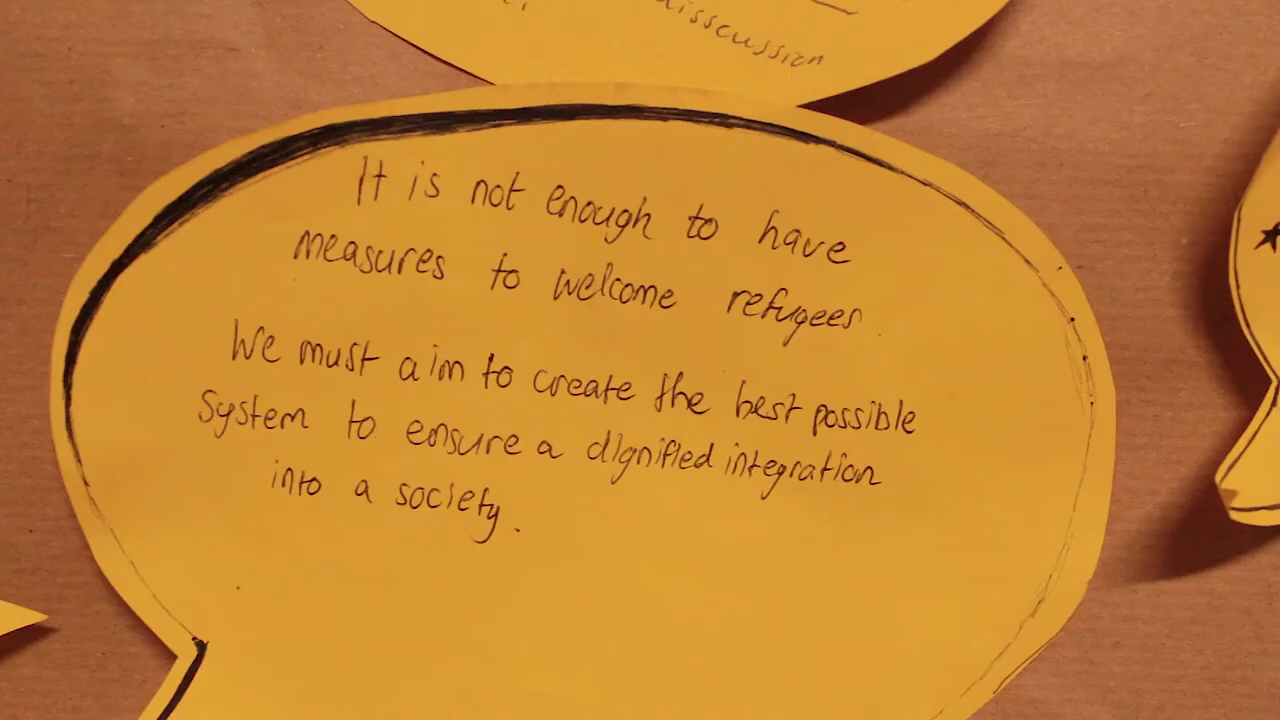 disscussion
It is not enough to have
measures to welcome refugees.
We must aim to create the best possible
system to ensure a dignified integration
into a society.